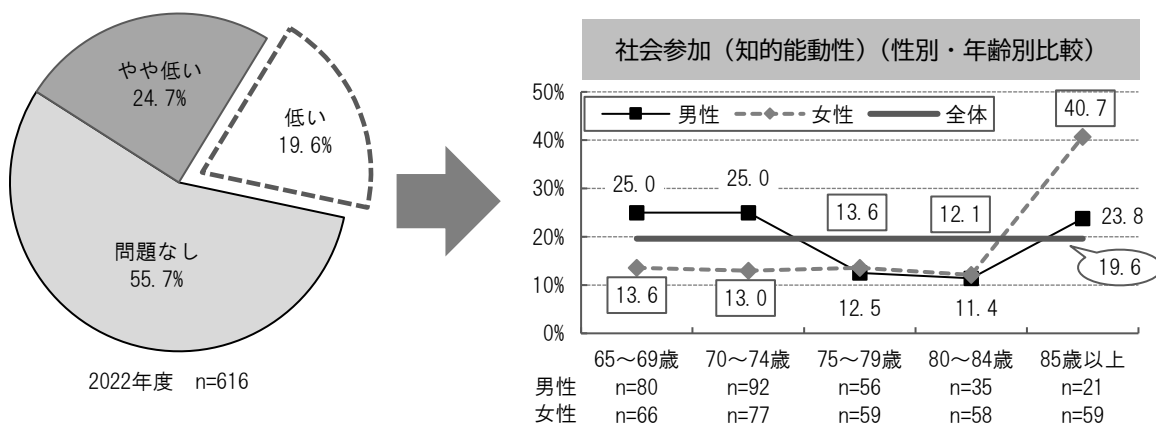 やや低い
24.7%
低い
19.6%
問題なし
55.7%
2022年度　n=616
社会参加（知的能動性）（性別・年齢別比較）
50%
40%
30%
20%
10%
0%
男性　女性　全体
25.0　25.0　13.6　12.1　40.7
23.8
19.6
13.6　13.0　12.5　11.4
65～69歳　70～74歳　75～79歳　80～84歳　85歳以上
男性　n=80　n=92　n=56　n=35　n=21
女性　n=66　n=77　n=59　n=58　n=59